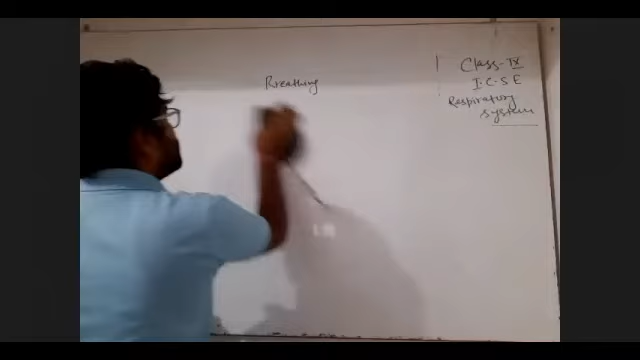 Breathing
Class-IX
I.C.S.E
Respiratory
System